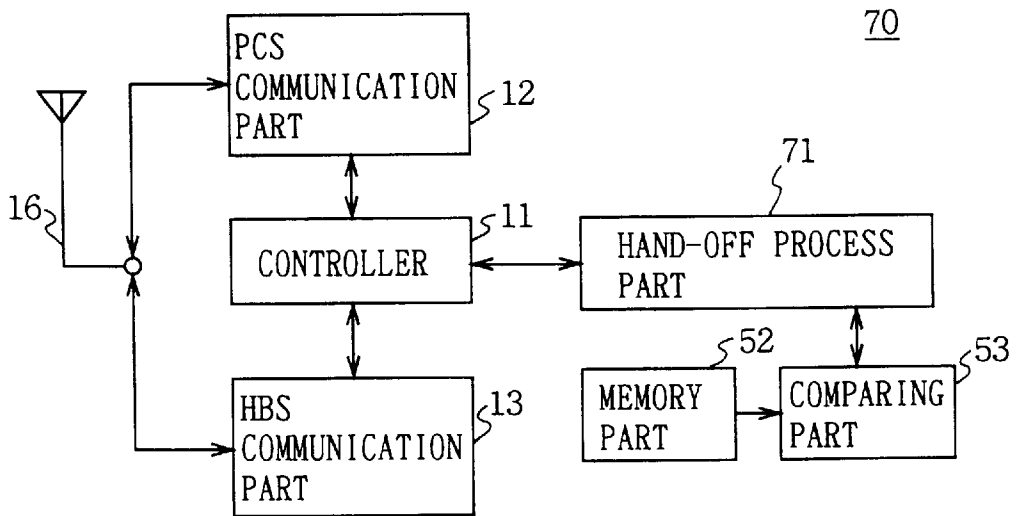 70
PCS
COMMUNICATION
PART
12
16
11
CONTROLLER
71
HAND-OFF PROCESS
PART
HBS
COMMUNICATION
PART
13
52
MEMORY
PART
53
COMPARING
PART